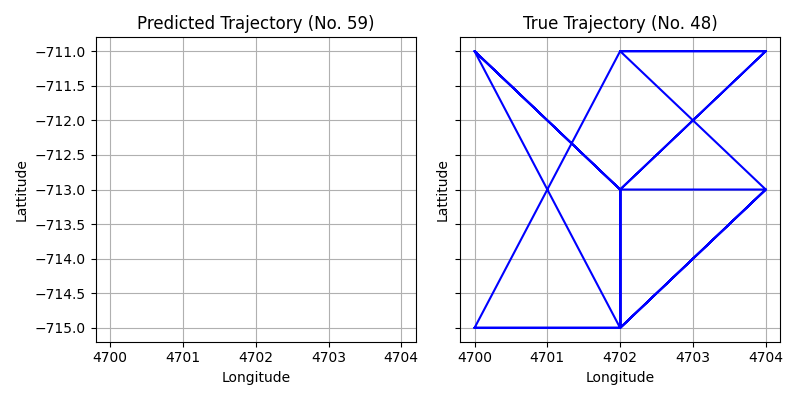 Predicted Trajectory (No. 59)
True Trajectory (No. 48)
−711.0
−711.5
−712.0
−712.5
−713.0
−713.5
−714.0
−714.5
−715.0
Lattitude
Lattitude
4700 4701 4702 4703 4704
4700 4701 4702 4703 4704
Longitude
Longitude